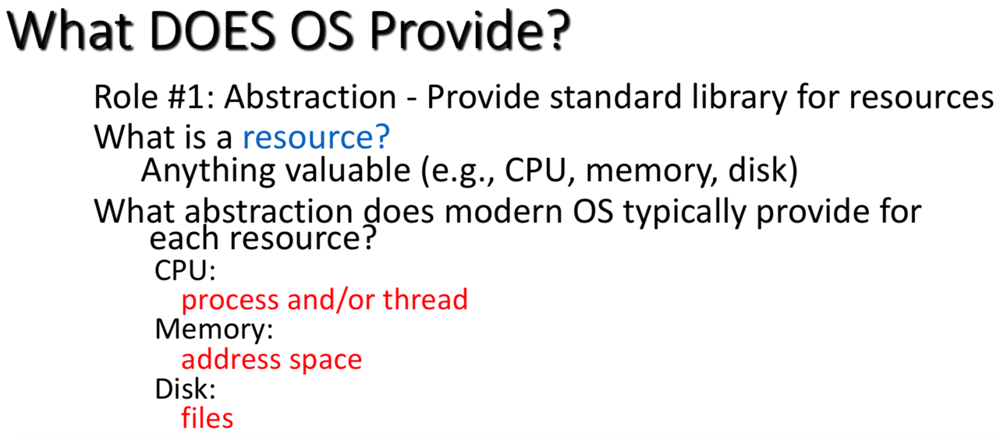 What DOES OS Provide?
Role #1: Abstraction - Provide standard library for resources
What is a resource?
Anything valuable (e.g., CPU, memory, disk)
What abstraction does modern OS typically provide for
each resource?
CPU:
process and/or thread
Memory:
address space
Disk:
files